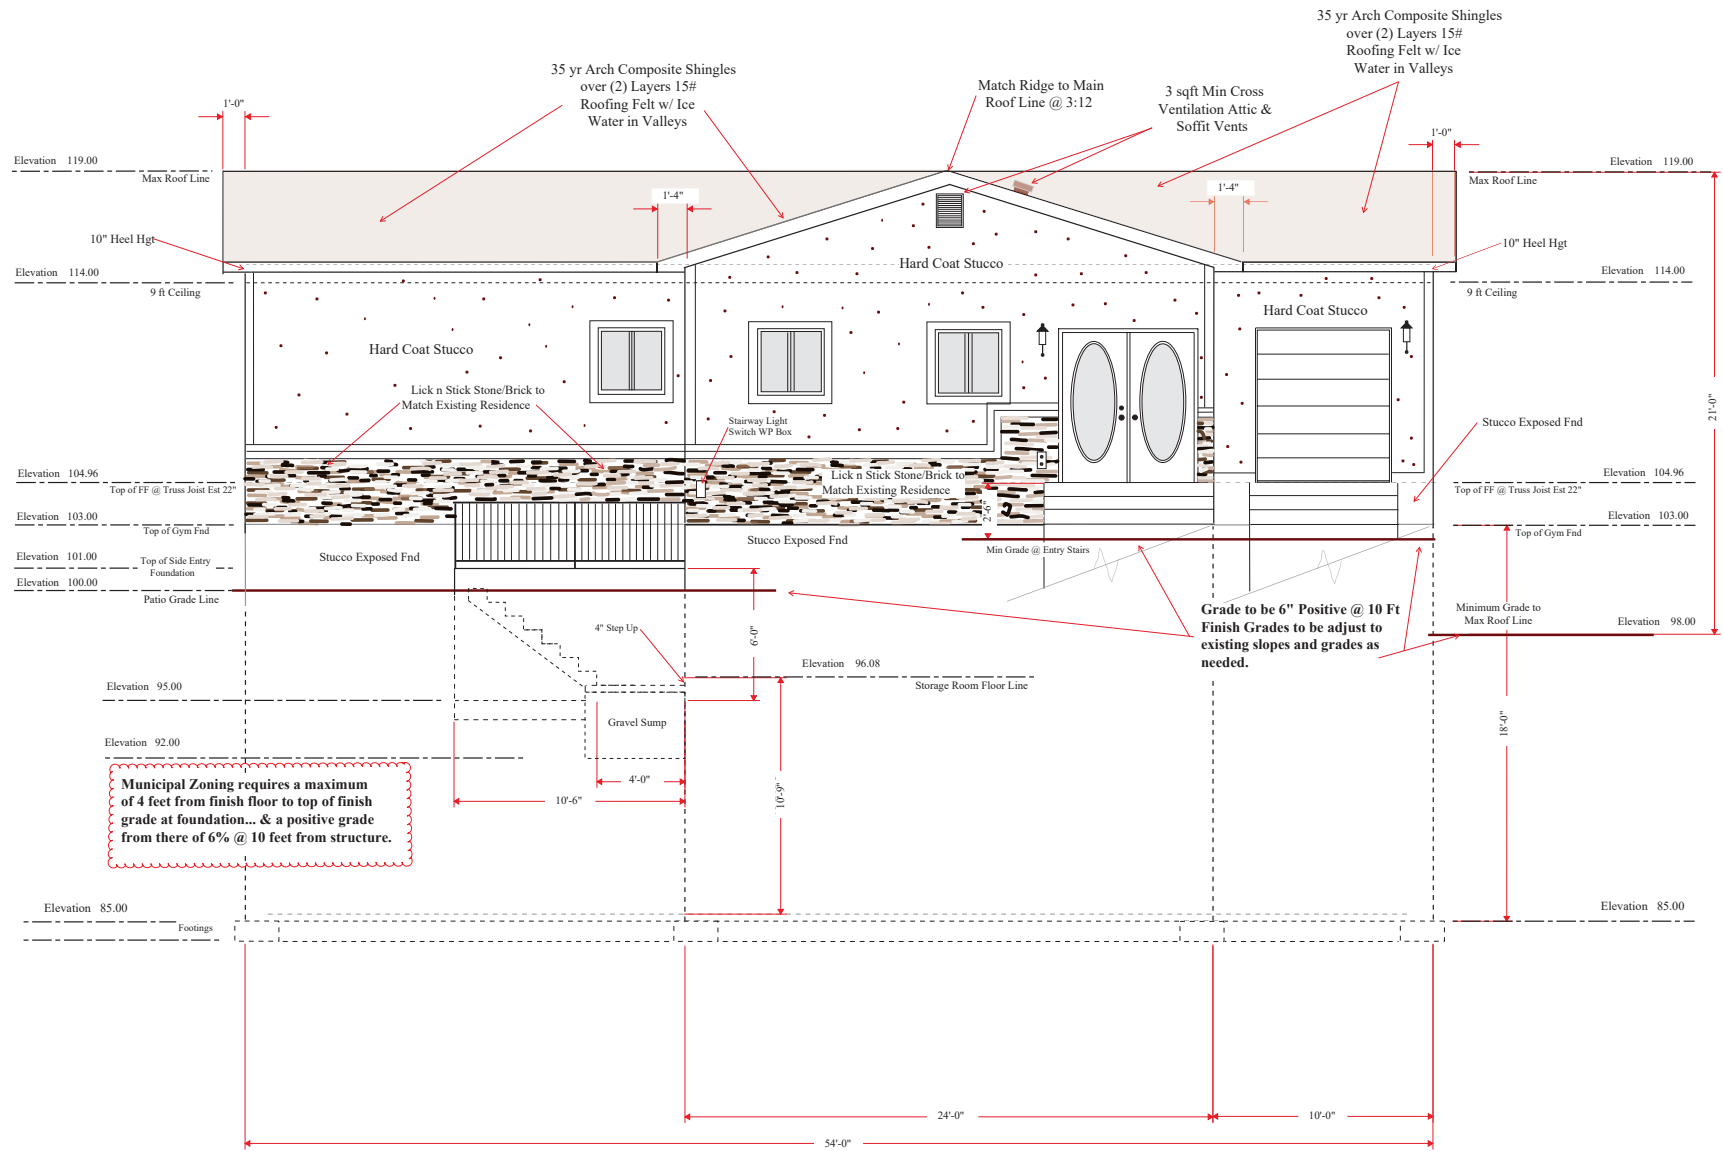 35 yr Arch Composite Shingles
over (2) Layers 15#
Roofing Felt w/ Ice
Water in Valleys
35 yr Arch Composite Shingles
over (2) Layers 15#
Roofing Felt w/ Ice
Water in Valleys
Match Ridge to Main
Roof Line @ 3:12
3 sqft Min Cross
Ventilation Attic &
Soffit Vents
1'-0"
1'-0"
Elevation 119.00
Max Roof Line
Elevation 119.00
Max Roof Line
1'-4"
1'-4"
10" Heel Hgt
10" Heel Hgt
Hard Coat Stucco
Elevation 114.00
9 ft Ceiling
Elevation 114.00
9 ft Ceiling
Hard Coat Stucco
Hard Coat Stucco
Lick n Stick Stone/Brick to
Match Existing Residence
21'-0"
Stairway Light
Switch WP Box
Stucco Exposed Fnd
Elevation 104.96
Top of FF @ Truss Joist Est 22"
Lick n Stick Stone/Brick to
Match Existing Residence
Elevation 104.96
Top of FF @ Truss Joist Est 22"
2'-6"
Elevation 103.00
Top of Gym Fnd
Elevation 103.00
Top of Gym Fnd
Stucco Exposed Fnd
Min Grade @ Entry Stairs
Elevation 101.00
Top of Side Entry
Foundation
Stucco Exposed Fnd
Elevation 100.00
Patio Grade Line
Grade to be 6" Positive @ 10 Ft
Finish Grades to be adjust to
existing slopes and grades as
needed.
Minimum Grade to
Max Roof Line
Elevation 98.00
4" Step Up
6'-0"
Elevation 96.08
Storage Room Floor Line
Elevation 95.00
Gravel Sump
18'-0"
Elevation 92.00
4'-0"
10'-6"
10'-9"
Municipal Zoning requires a maximum
of 4 feet from finish floor to top of finish
grade at foundation... & a positive grade
from there of 6% @ 10 feet from structure.
Elevation 85.00
Footings
Elevation 85.00
24'-0"
10'-0"
54'-0"